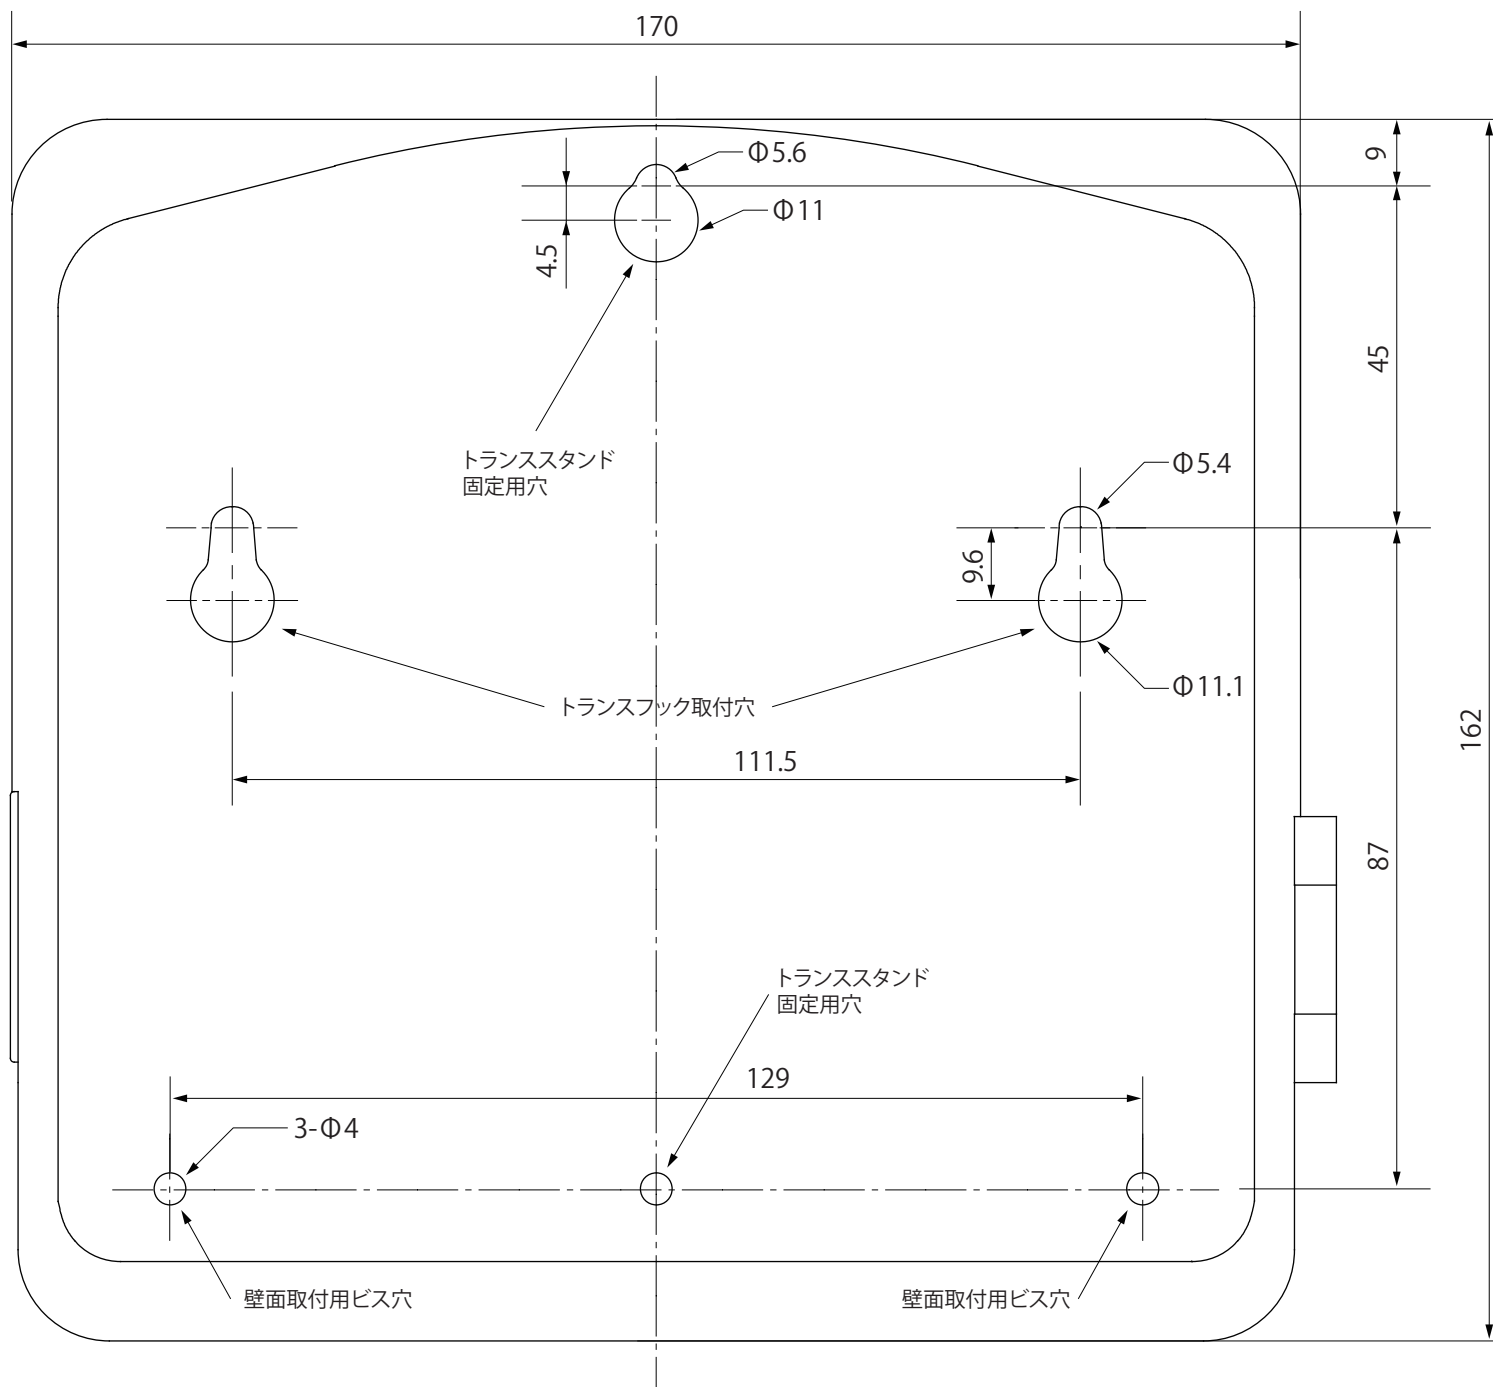 170
Φ5.6
9
Φ11
4.5
45
トランススタンド
固定用穴
Φ5.4
9.6
Φ11.1
トランスフック取付穴
162
111.5
87
トランススタンド
固定用穴
129
3-Φ4
壁面取付用ビス穴
壁面取付用ビス穴